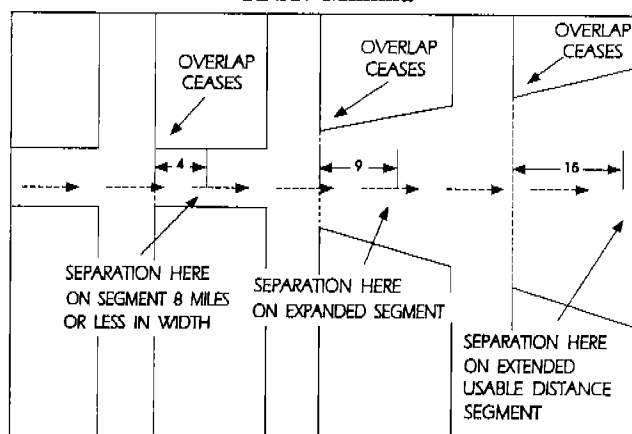 OVERLAP
CEASES
OVERLAP
CEASES
OVERLAP
CEASES
4
9
15
SEPARATION HERE
ON SEGMENT 8 MILES
OR LESS IN WIDTH
SEPARATION HERE
ON EXPANDED SEGMENT
SEPARATION HERE
ON EXTENDED
USABLE DISTANCE
SEGMENT